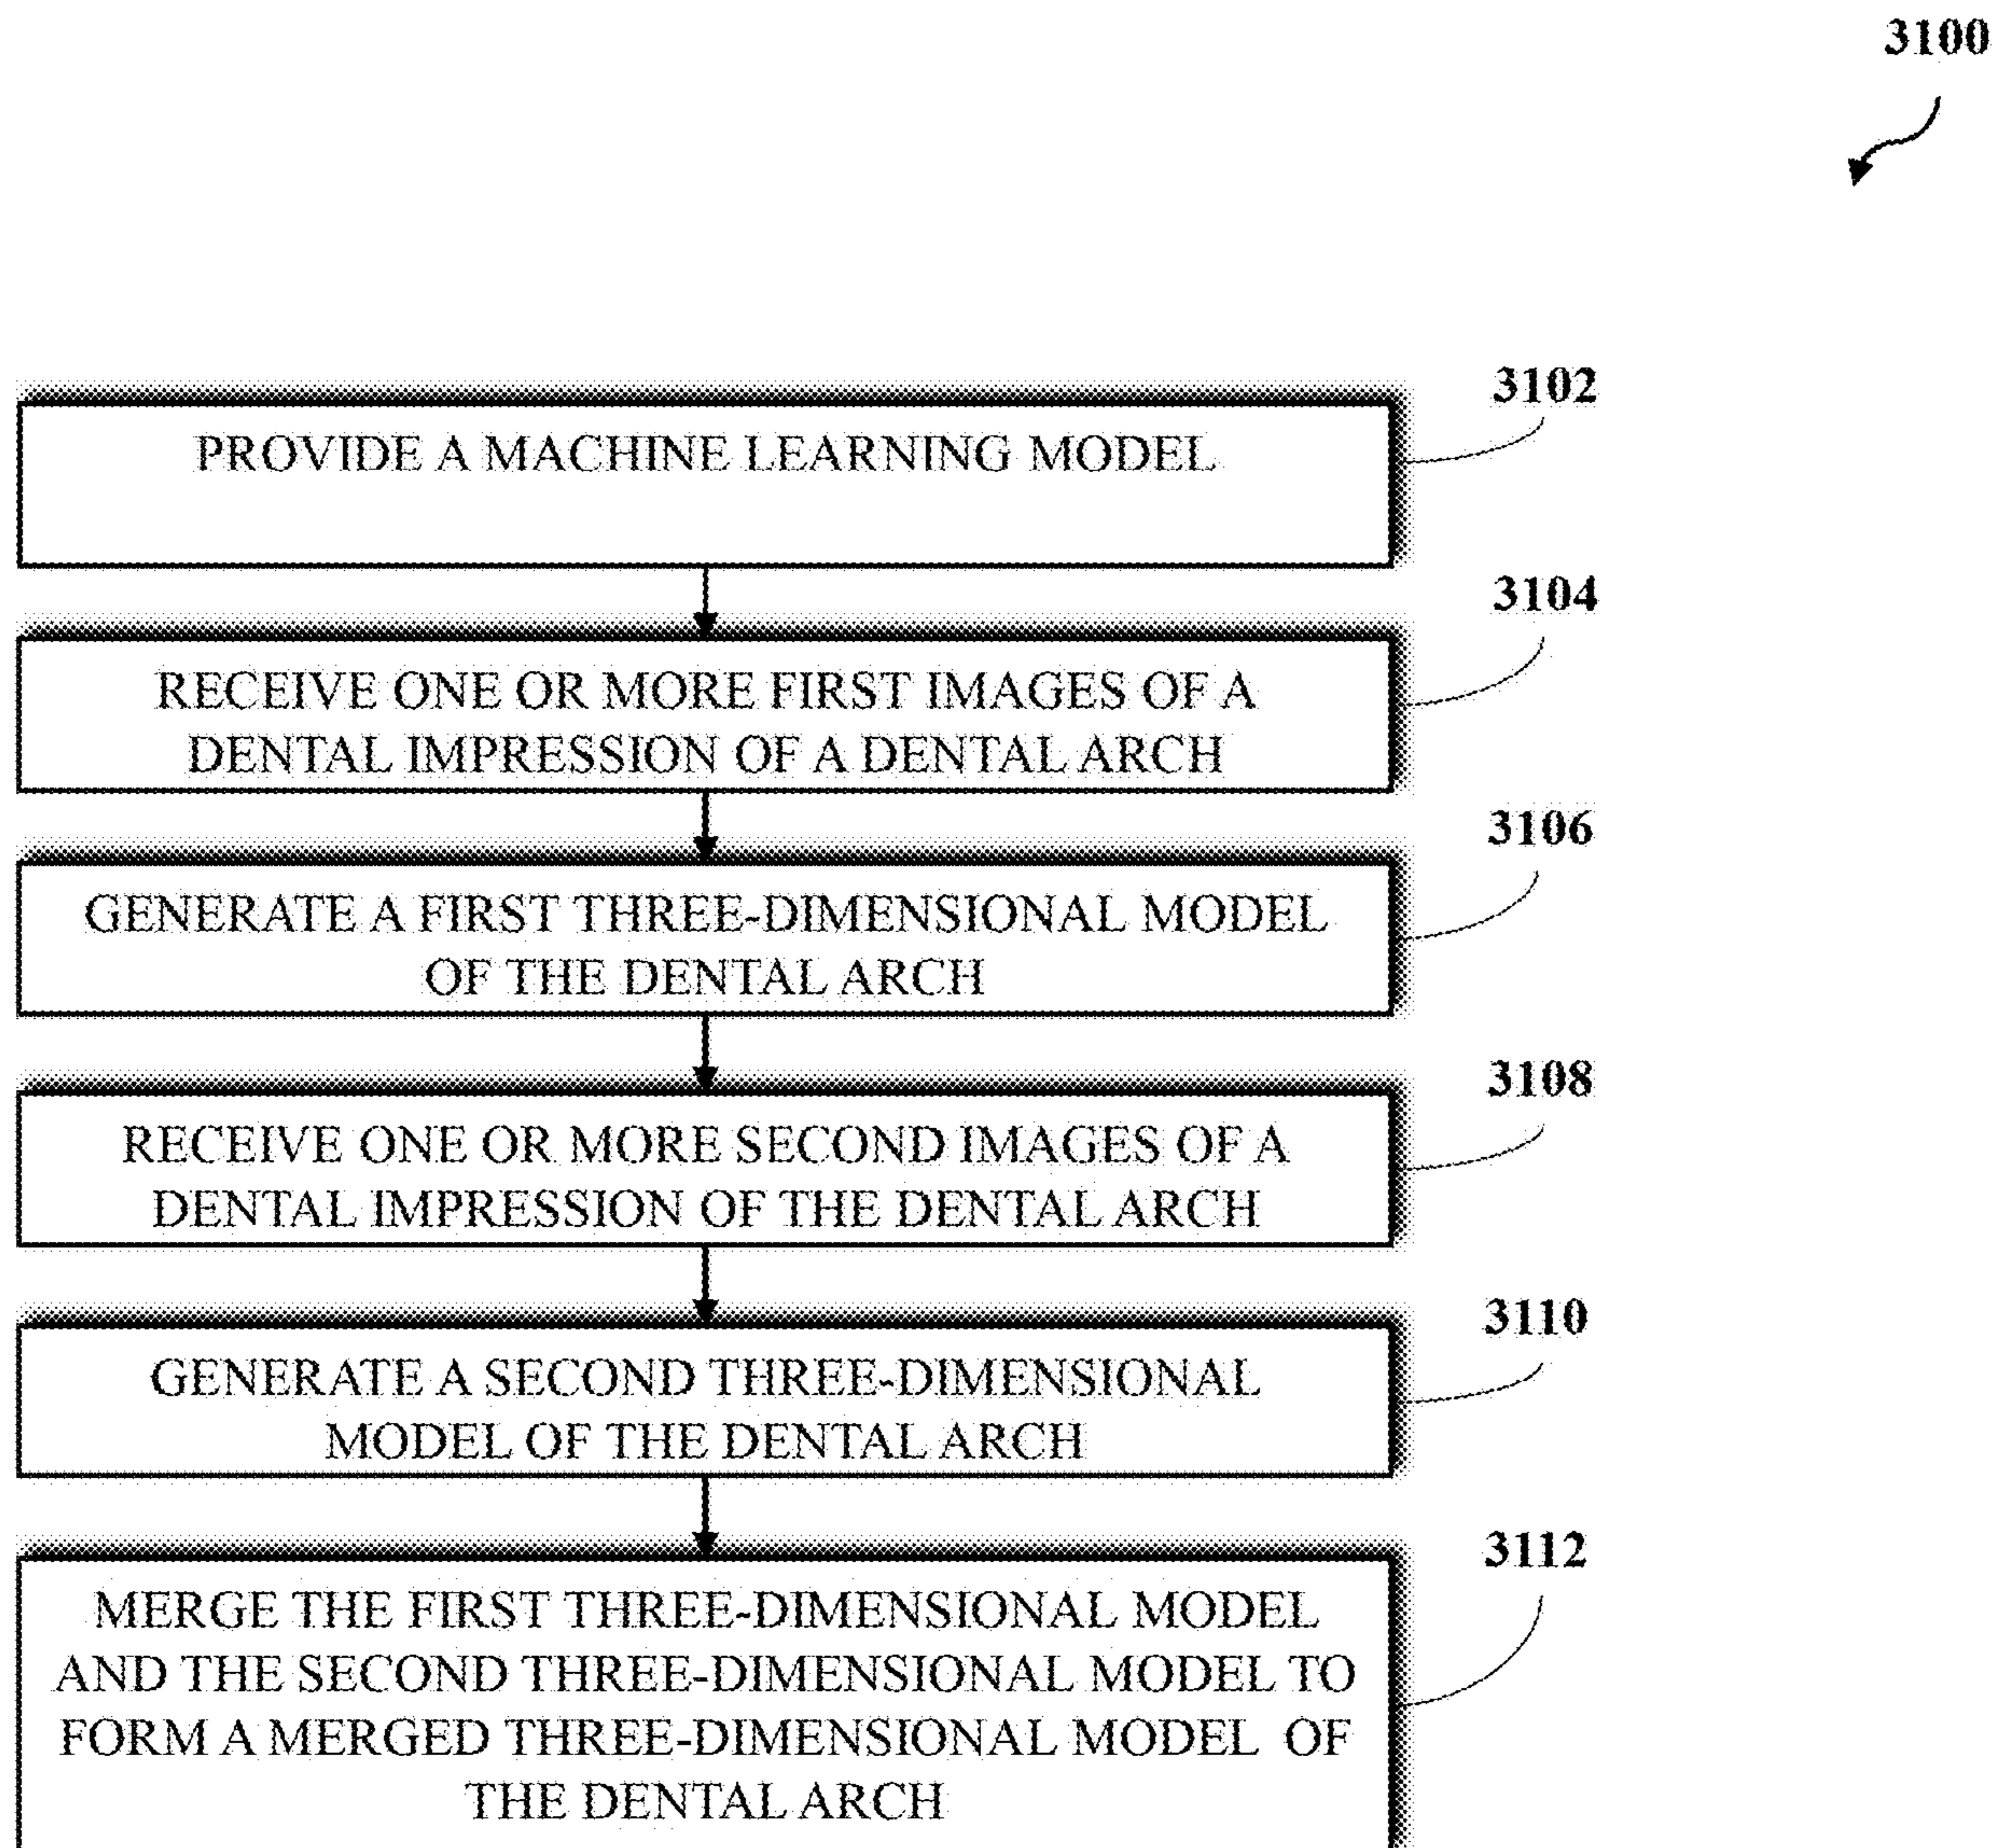 3100
3102
PROVIDE A MACHINE LEARNING MODEL
3104
RECEIVE ONE OR MORE FIRST IMAGES OF A
DENTAL IMPRESSION OF A DENTAL ARCH
3106
GENERATE A FIRST THREE-DIMENSIONAL MODEL
OF THE DENTAL ARCH
3108
RECEIVE ONE OR MORE SECOND IMAGES OF A
DENTAL IMPRESSION OF THE DENTAL ARCH
3110
GENERATE A SECOND THREE-DIMENSIONAL
MODEL OF THE DENTAL ARCH
3112
MERGE THE FIRST THREE-DIMENSIONAL MODEL
AND THE SECOND THREE-DIMENSIONAL MODEL TO
FORM A MERGED THREE-DIMENSIONAL MODEL OF
THE DENTAL ARCH